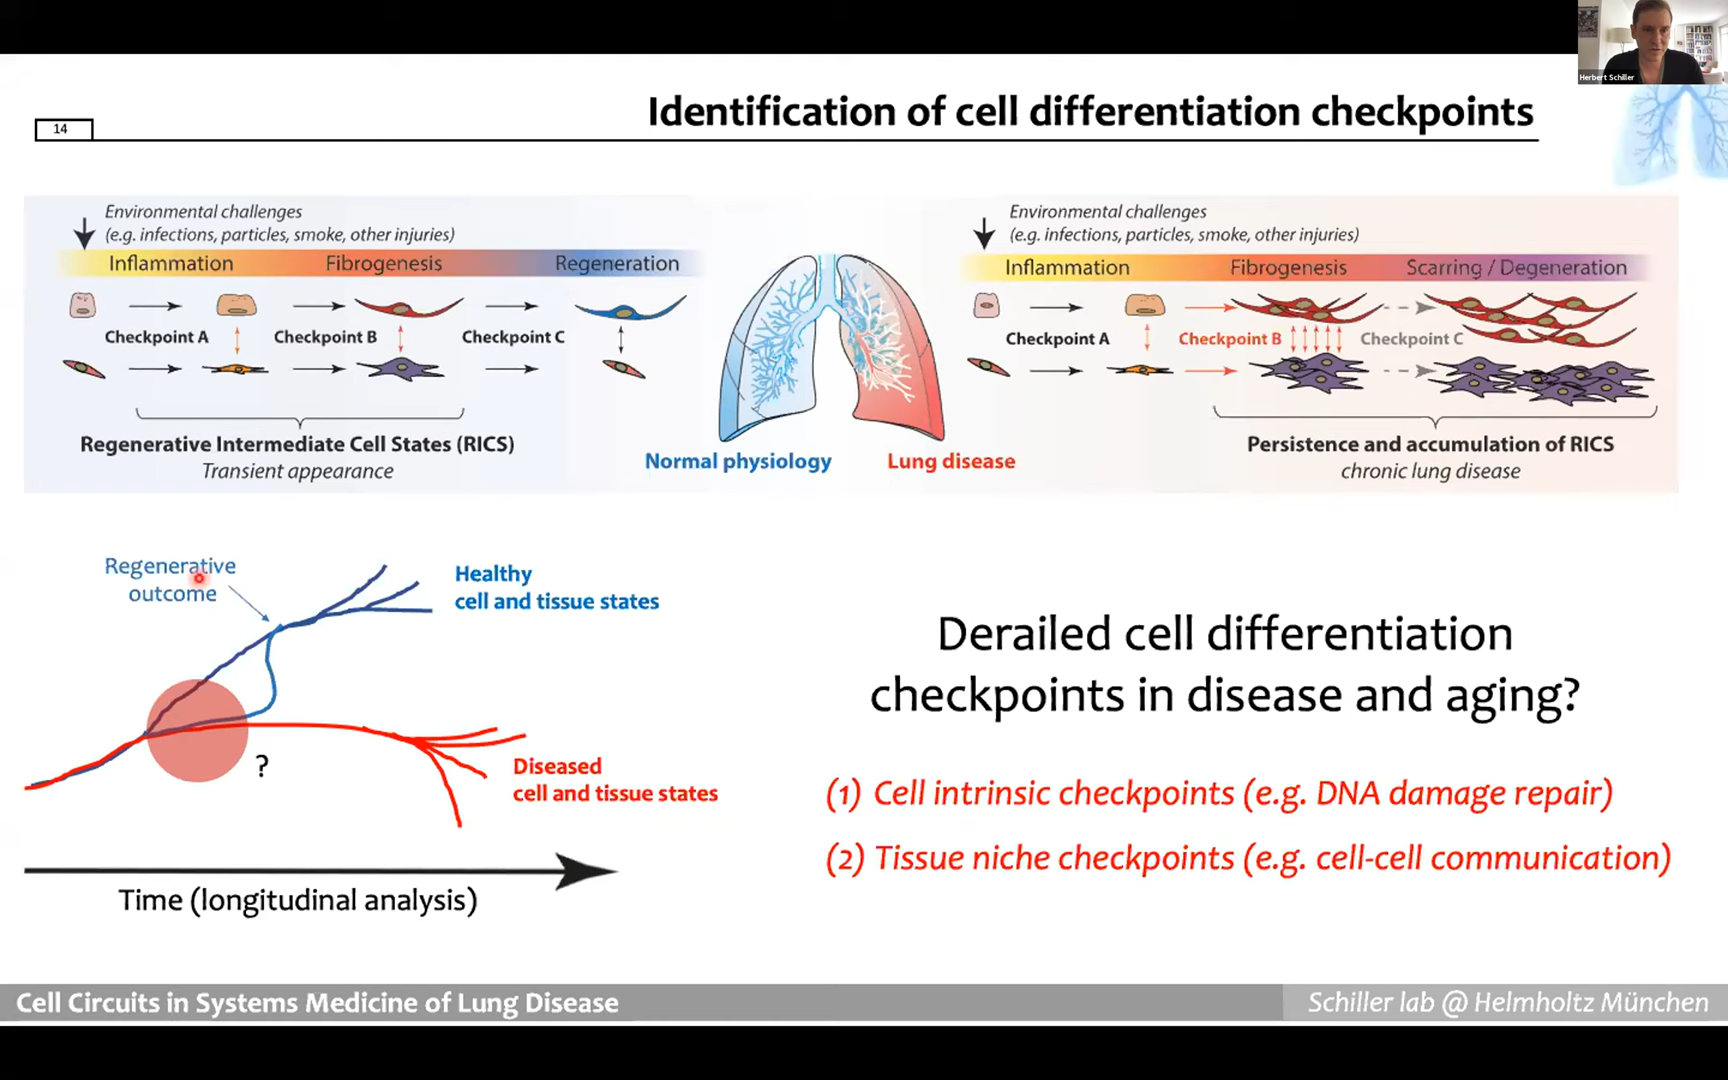 Herbert Schiller
14
Identification of cell differentiation checkpoints
Environmental challenges
(e.g. infections, particles, smoke, other injuries)
Inflammation
Fibrogenesis
Regeneration
Checkpoint A
Checkpoint B
Checkpoint C
Regenerative Intermediate Cell States (RICS)
Transient appearance
Normal physiology
Lung disease
Environmental challenges
(e.g. infections, particles, smoke, other injuries)
Inflammation
Fibrogenesis
Scarring / Degeneration
Checkpoint A
Checkpoint B
Checkpoint C
Persistence and accumulation of RICS
chronic lung disease
Regenerative
outcome
Healthy
cell and tissue states
?
Diseased
cell and tissue states
Time (longitudinal analysis)
Derailed cell differentiation
checkpoints in disease and aging?
(1) Cell intrinsic checkpoints (e.g. DNA damage repair)
(2) Tissue niche checkpoints (e.g. cell-cell communication)
Cell Circuits in Systems Medicine of Lung Disease
Schiller lab @ Helmholtz München